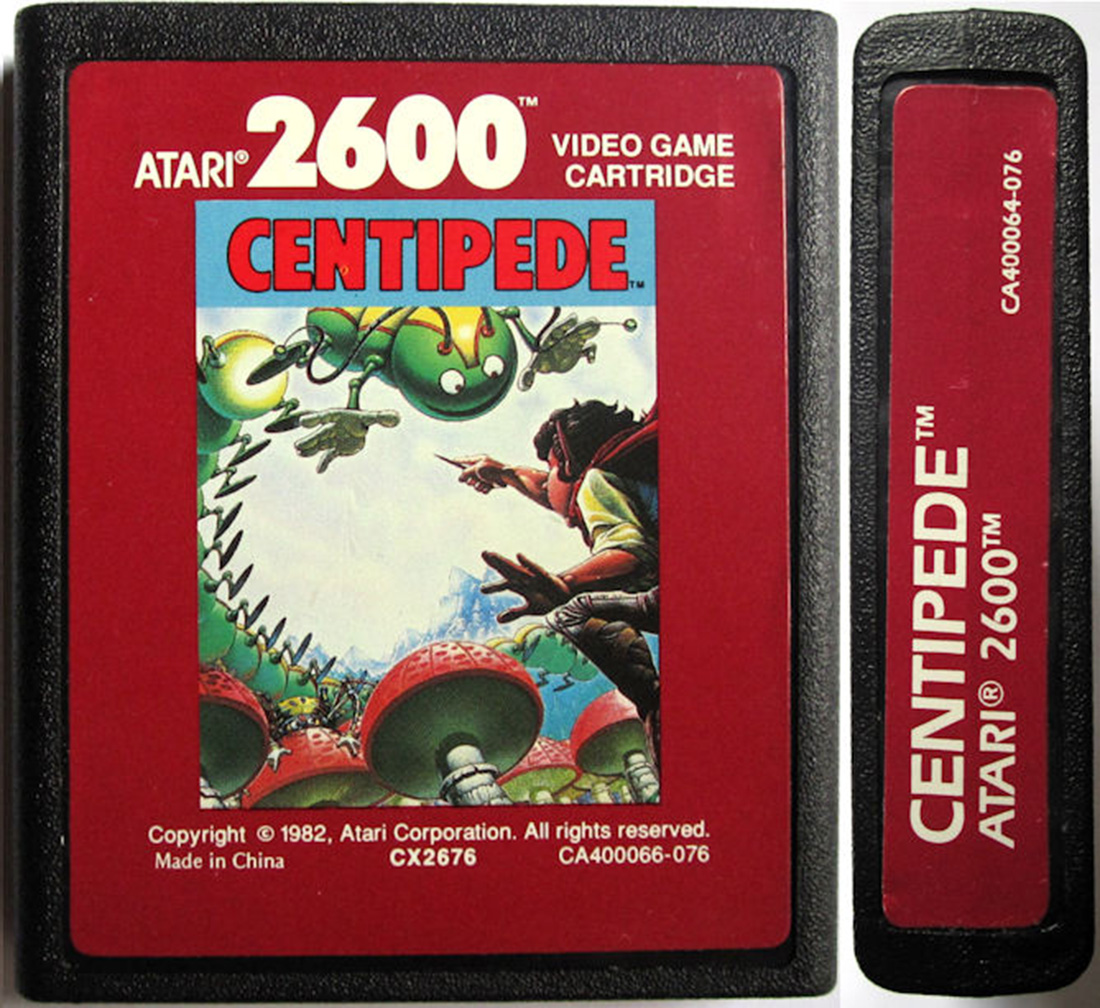 ATARI® 2600™ VIDEO GAME
CARTRIDGE
CENTIPEDE™
Copyright © 1982, Atari Corporation. All rights reserved.
Made in China CX2676 CA400066-076
CENTIPEDE™
ATARI® 2600™
CA400064-076